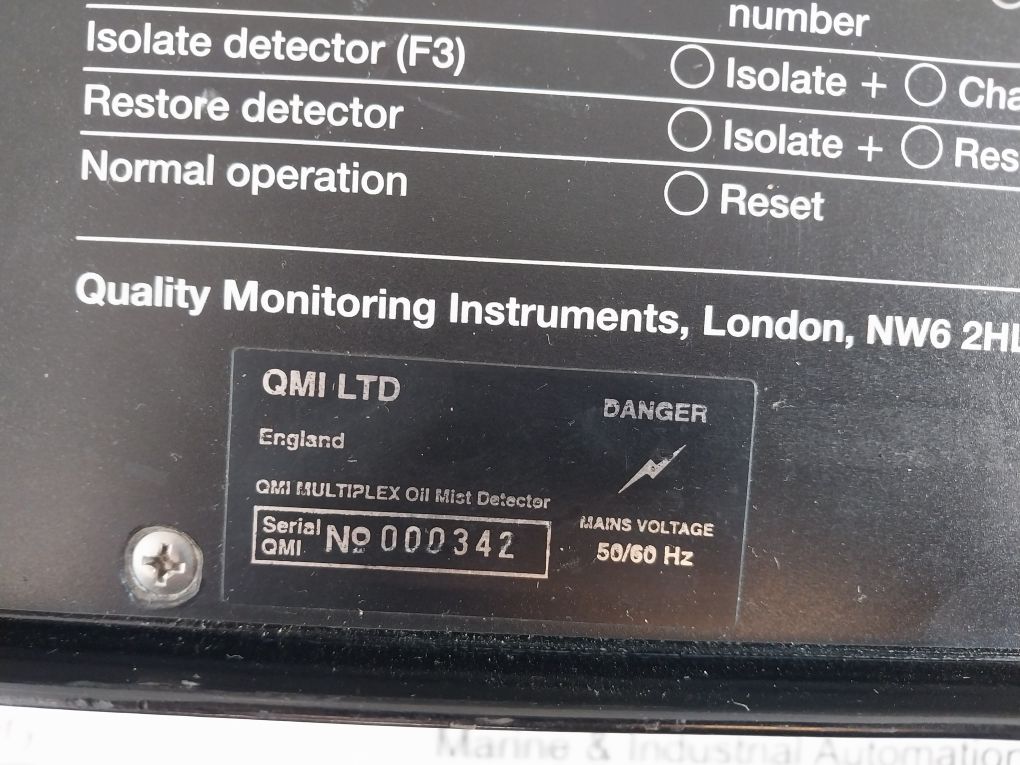 number
Isolate detector (F3) Isolate + Cha
Restore detector Isolate + Res
Normal operation Reset
Quality Monitoring Instruments, London, NW6 2HL
QMI LTD
England
DANGER
QMI MULTIPLEX Oil Mist Detector
Serial
QMI Nº 000342
MAINS VOLTAGE
50/60 Hz
Marine & Industrial Automation